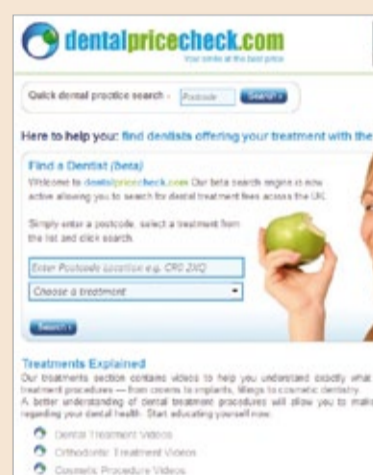 dentalpricecheck.com
Your smile at the best price
Quick dental practice search - Postcode Search
Here to help you: find dentists offering your treatment with the
Find a Dentist (beta)
Welcome to dentalpricecheck.com Our beta search engine is now
active allowing you to search for dental treatment fees across the UK.
Simply enter a postcode, select a treatment from
the list and click search.
Enter Postcode Location e.g. CR0 2XQ
Choose a treatment
Search
Treatments Explained
Our treatments section contains videos to help you understand exactly what
treatment procedures — from crowns to implants, fillings to cosmetic dentistry.
A better understanding of dental treatment procedures will allow you to make
regarding your dental health. Start educating yourself now.
Dental Treatment Videos
Orthodontic Treatment Videos
Cosmetic Procedure Videos